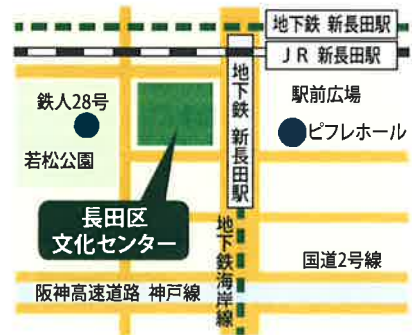 地下鉄 新長田駅
JR 新長田駅
鉄人28号
地下鉄 新長田駅
駅前広場
ピフレホール
若松公園
長田区
文化センター
地下鉄海岸線
国道2号線
阪神高速道路 神戸線